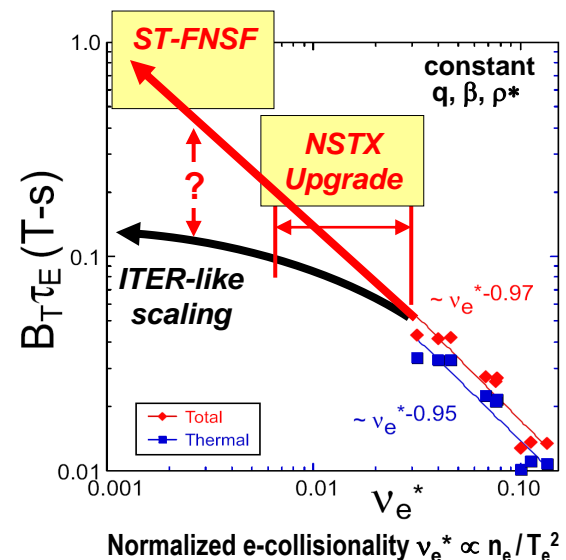 1.0
ST-FNSF
constant
q, β, ρ*
NSTX
Upgrade
?
0.1
B_Tτ_E (T-s)
ITER-like
scaling
~ ν_e*^-0.97
Total
Thermal
~ ν_e*^-0.95
0.01
0.001
0.01
0.10
ν_e*
Normalized e-collisionality ν_e* ∝ n_e / T_e^2